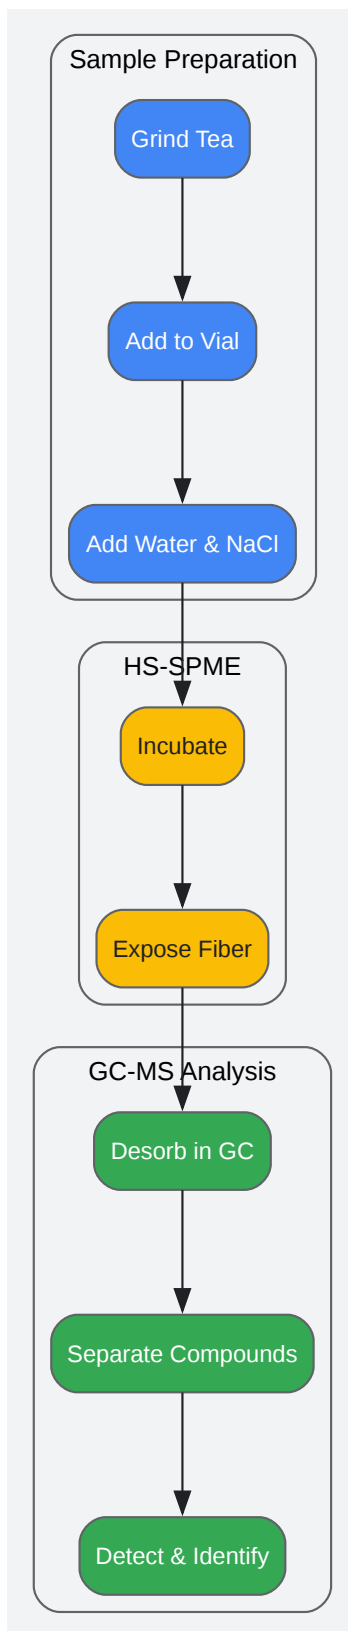 Sample Preparation
Grind Tea
Add to Vial
Add Water & NaCl
HS-SPME
Incubate
Expose Fiber
GC-MS Analysis
Desorb in GC
Separate Compounds
Detect & Identify